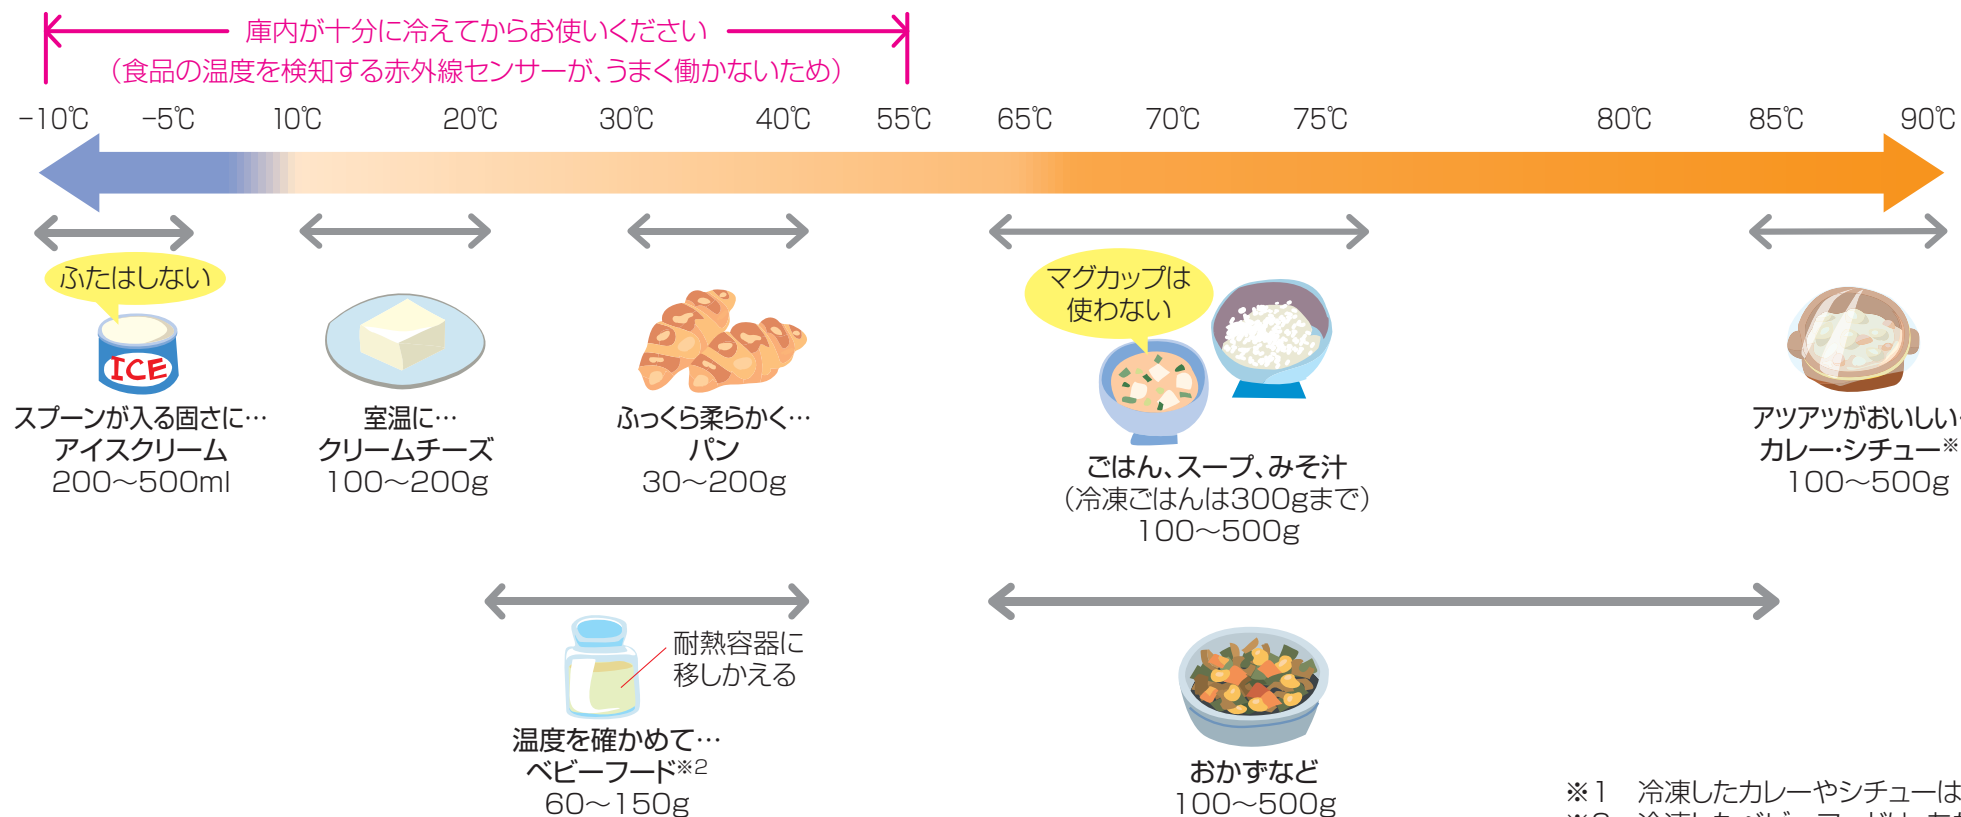 庫内が十分に冷えてからお使いください
（食品の温度を検知する赤外線センサーが、うまく働かないため）
−10℃ −5℃ 10℃ 20℃ 30℃ 40℃ 55℃ 65℃ 70℃ 75℃ 80℃ 85℃ 90℃
ふたはしない
ICE
スプーンが入る固さに…
アイスクリーム
200〜500ml
室温に…
クリームチーズ
100〜200g
ふっくら柔らかく…
パン
30〜200g
マグカップは
使わない
ごはん、スープ、みそ汁
（冷凍ごはんは300gまで）
100〜500g
アツアツがおいしい
カレー・シチュー※
100〜500g
耐熱容器に
移しかえる
温度を確かめて…
ベビーフード※2
60〜150g
おかずなど
100〜500g
※1　冷凍したカレーやシチューは